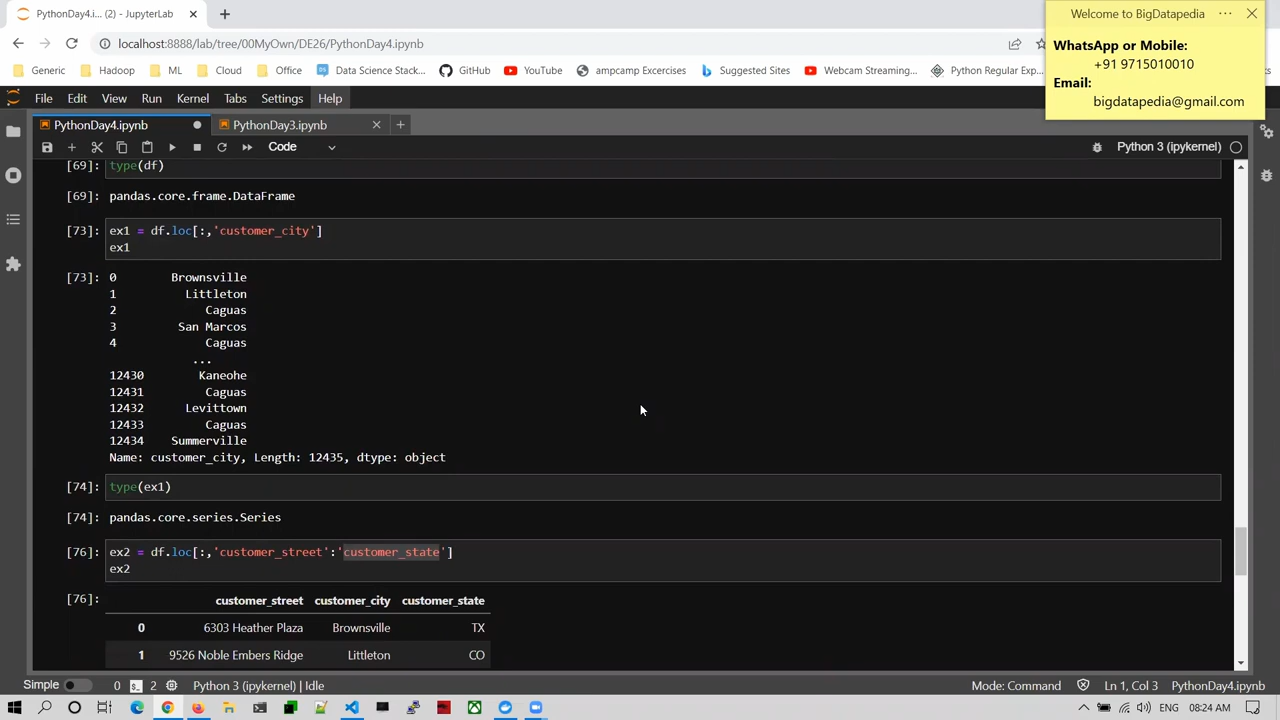 PythonDay4.i... (2) - JupyterLab
localhost:8888/lab/tree/00MyOwn/DE26/PythonDay4.ipynb
Generic Hadoop ML Cloud Office Data Science Stack... GitHub YouTube ampcamp Excercises Suggested Sites Webcam Streaming... Python Regular Exp...
Welcome to BigDatapedia ...
WhatsApp or Mobile:
+91 9715010010
Email:
bigdatapedia@gmail.com
File Edit View Run Kernel Tabs Settings Help
PythonDay4.ipynb PythonDay3.ipynb
Code Python 3 (ipykernel)
[69]: type(df)
[69]: pandas.core.frame.DataFrame
[73]: ex1 = df.loc[:,'customer_city']
ex1
[73]: 0 Brownsville
1 Littleton
2 Caguas
3 San Marcos
4 Caguas
...
12430 Kaneohe
12431 Caguas
12432 Levittown
12433 Caguas
12434 Summerville
Name: customer_city, Length: 12435, dtype: object
[74]: type(ex1)
[74]: pandas.core.series.Series
[76]: ex2 = df.loc[:,'customer_street':'customer_state']
ex2
[76]: customer_street customer_city customer_state
0 6303 Heather Plaza Brownsville TX
1 9526 Noble Embers Ridge Littleton CO
Simple 0 2 Python 3 (ipykernel) | Idle Mode: Command Ln 1, Col 3 PythonDay4.ipynb
ENG 08:24 AM